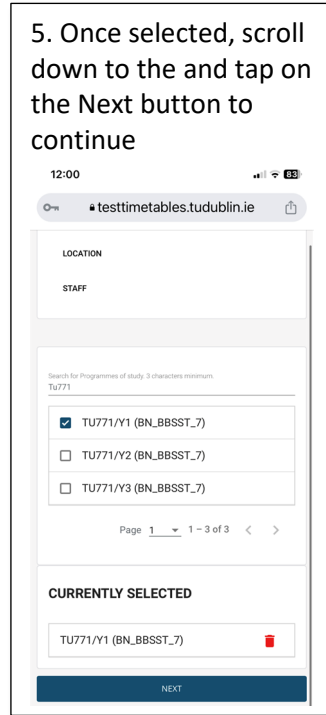 5. Once selected, scroll
down to the and tap on
the Next button to
continue
12:00
83
testtimetables.tudublin.ie
LOCATION
STAFF
Search for Programmes of study. 3 characters minimum.
Tu771
TU771/Y1 (BN_BBSST_7)
TU771/Y2 (BN_BBSST_7)
TU771/Y3 (BN_BBSST_7)
Page 1 1 – 3 of 3
CURRENTLY SELECTED
TU771/Y1 (BN_BBSST_7)
NEXT